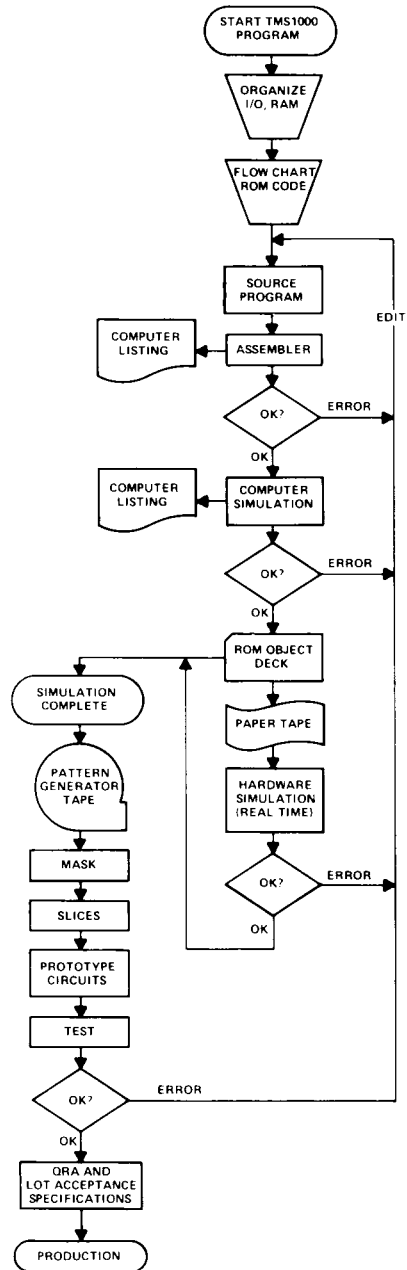 START TMS1000
PROGRAM
ORGANIZE
I/O, RAM
FLOW CHART
ROM CODE
SOURCE
PROGRAM
EDIT
COMPUTER
LISTING
ASSEMBLER
OK?
ERROR
OK
COMPUTER
LISTING
COMPUTER
SIMULATION
OK?
ERROR
OK
ROM OBJECT
DECK
SIMULATION
COMPLETE
PAPER TAPE
PATTERN
GENERATOR
TAPE
HARDWARE
SIMULATION
(REAL TIME)
MASK
OK?
ERROR
OK
SLICES
PROTOTYPE
CIRCUITS
TEST
OK?
ERROR
OK
QRA AND
LOT ACCEPTANCE
SPECIFICATIONS
PRODUCTION